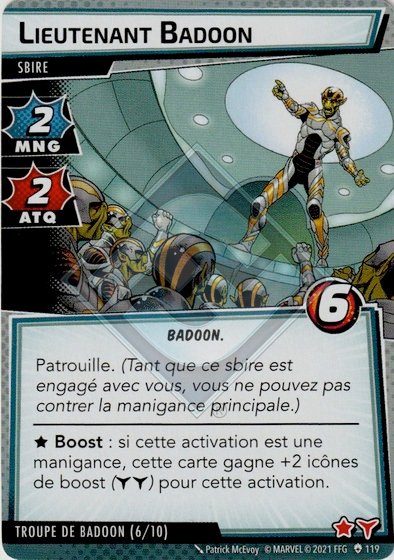 LIEUTENANT BADOON
SBIRE
2
MNG
2
ATQ
6
BADOON.
Patrouille. (Tant que ce sbire est
engagé avec vous, vous ne pouvez pas
contrer la manigance principale.)
★ Boost : si cette activation est une
manigance, cette carte gagne +2 icônes
de boost ( ) pour cette activation.
TROUPE DE BADOON (6/10)
Patrick McEvoy © MARVEL © 2021 FFG 119